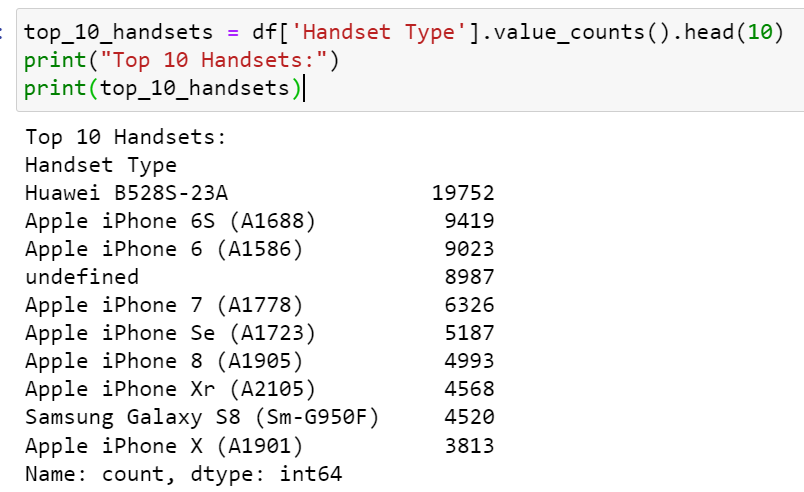 top_10_handsets = df['Handset Type'].value_counts().head(10)
print("Top 10 Handsets:")
print(top_10_handsets)
Top 10 Handsets:
Handset Type
Huawei B528S-23A                19752
Apple iPhone 6S (A1688)          9419
Apple iPhone 6 (A1586)           9023
undefined                        8987
Apple iPhone 7 (A1778)           6326
Apple iPhone Se (A1723)          5187
Apple iPhone 8 (A1905)           4993
Apple iPhone Xr (A2105)          4568
Samsung Galaxy S8 (Sm-G950F)     4520
Apple iPhone X (A1901)           3813
Name: count, dtype: int64